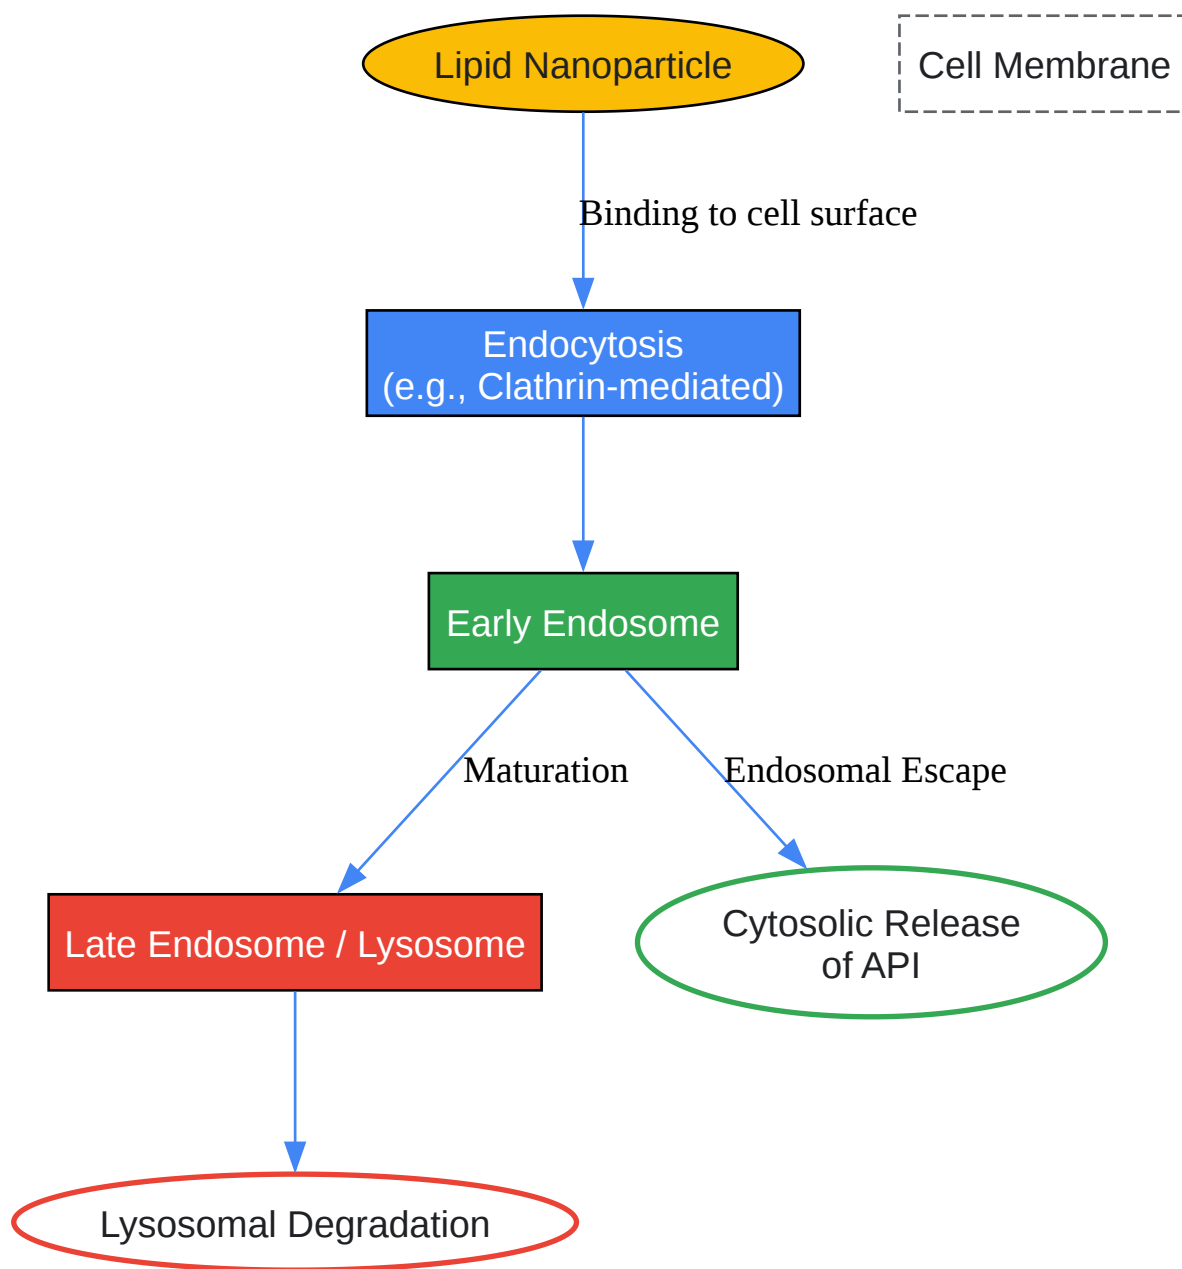 Lipid Nanoparticle
Cell Membrane
Binding to cell surface
Endocytosis
(e.g., Clathrin-mediated)
Early Endosome
Maturation
Endosomal Escape
Late Endosome / Lysosome
Cytosolic Release
of API
Lysosomal Degradation